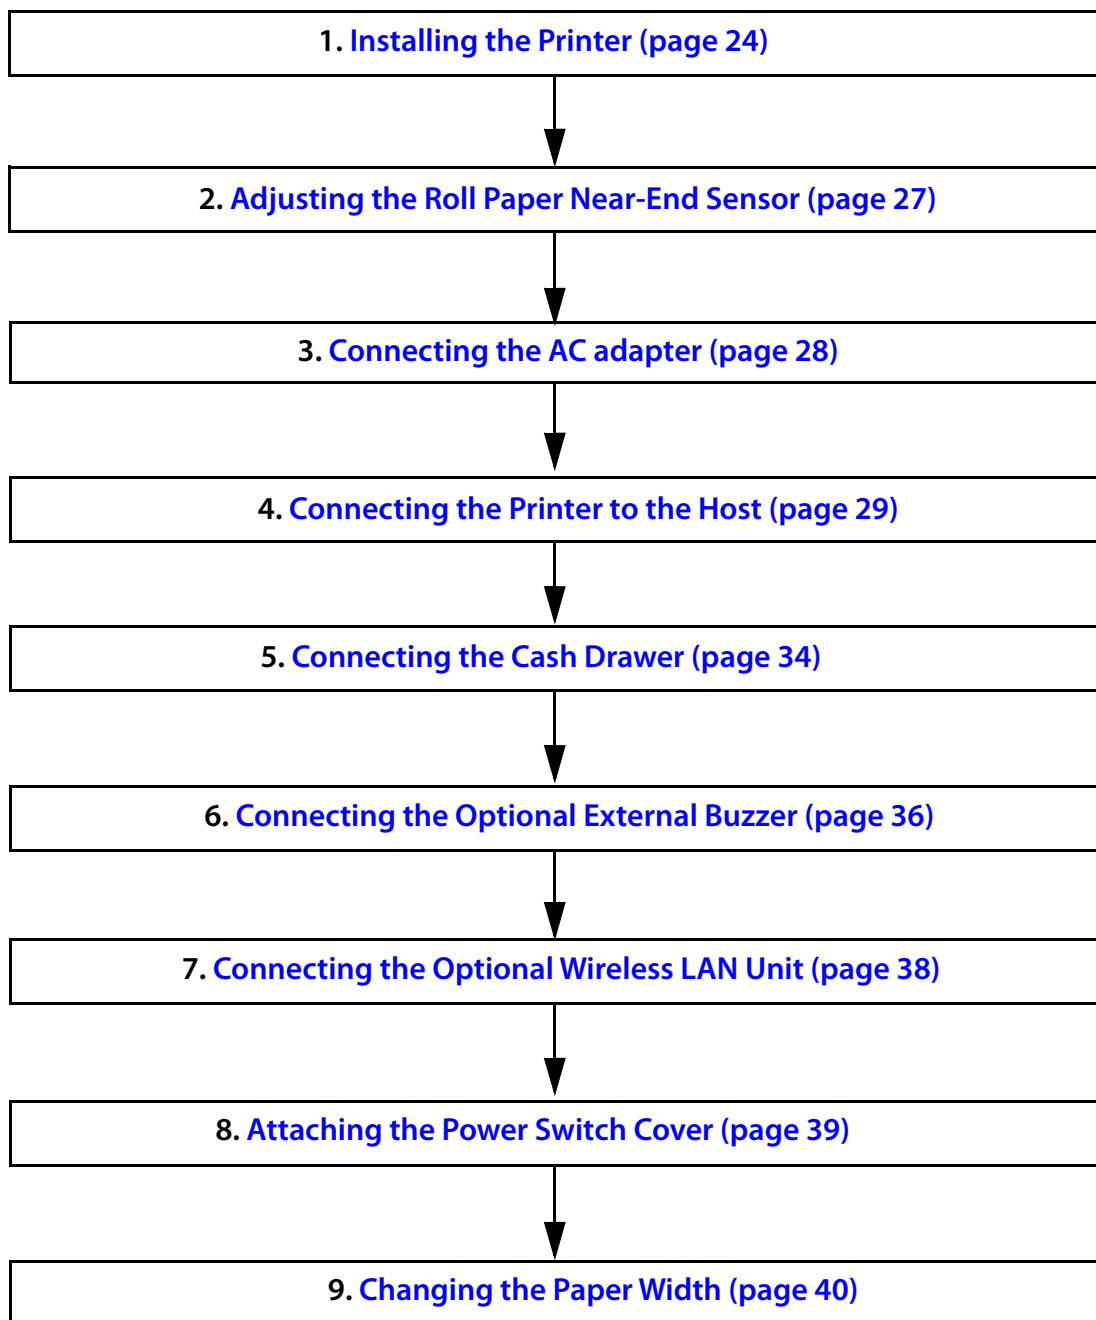 1. Installing the Printer (page 24)
2. Adjusting the Roll Paper Near-End Sensor (page 27)
3. Connecting the AC adapter (page 28)
4. Connecting the Printer to the Host (page 29)
5. Connecting the Cash Drawer (page 34)
6. Connecting the Optional External Buzzer (page 36)
7. Connecting the Optional Wireless LAN Unit (page 38)
8. Attaching the Power Switch Cover (page 39)
9. Changing the Paper Width (page 40)